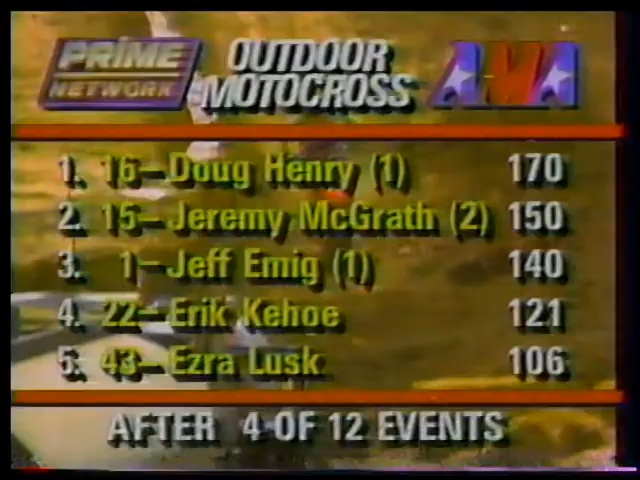 PRIME NETWORK
OUTDOOR MOTOCROSS
AMA
1. 16–Doug Henry (1) 170
2. 15–Jeremy McGrath (2) 150
3. 1–Jeff Emig (1) 140
4. 22–Erik Kehoe 121
5. 43–Ezra Lusk 106
AFTER 4 OF 12 EVENTS